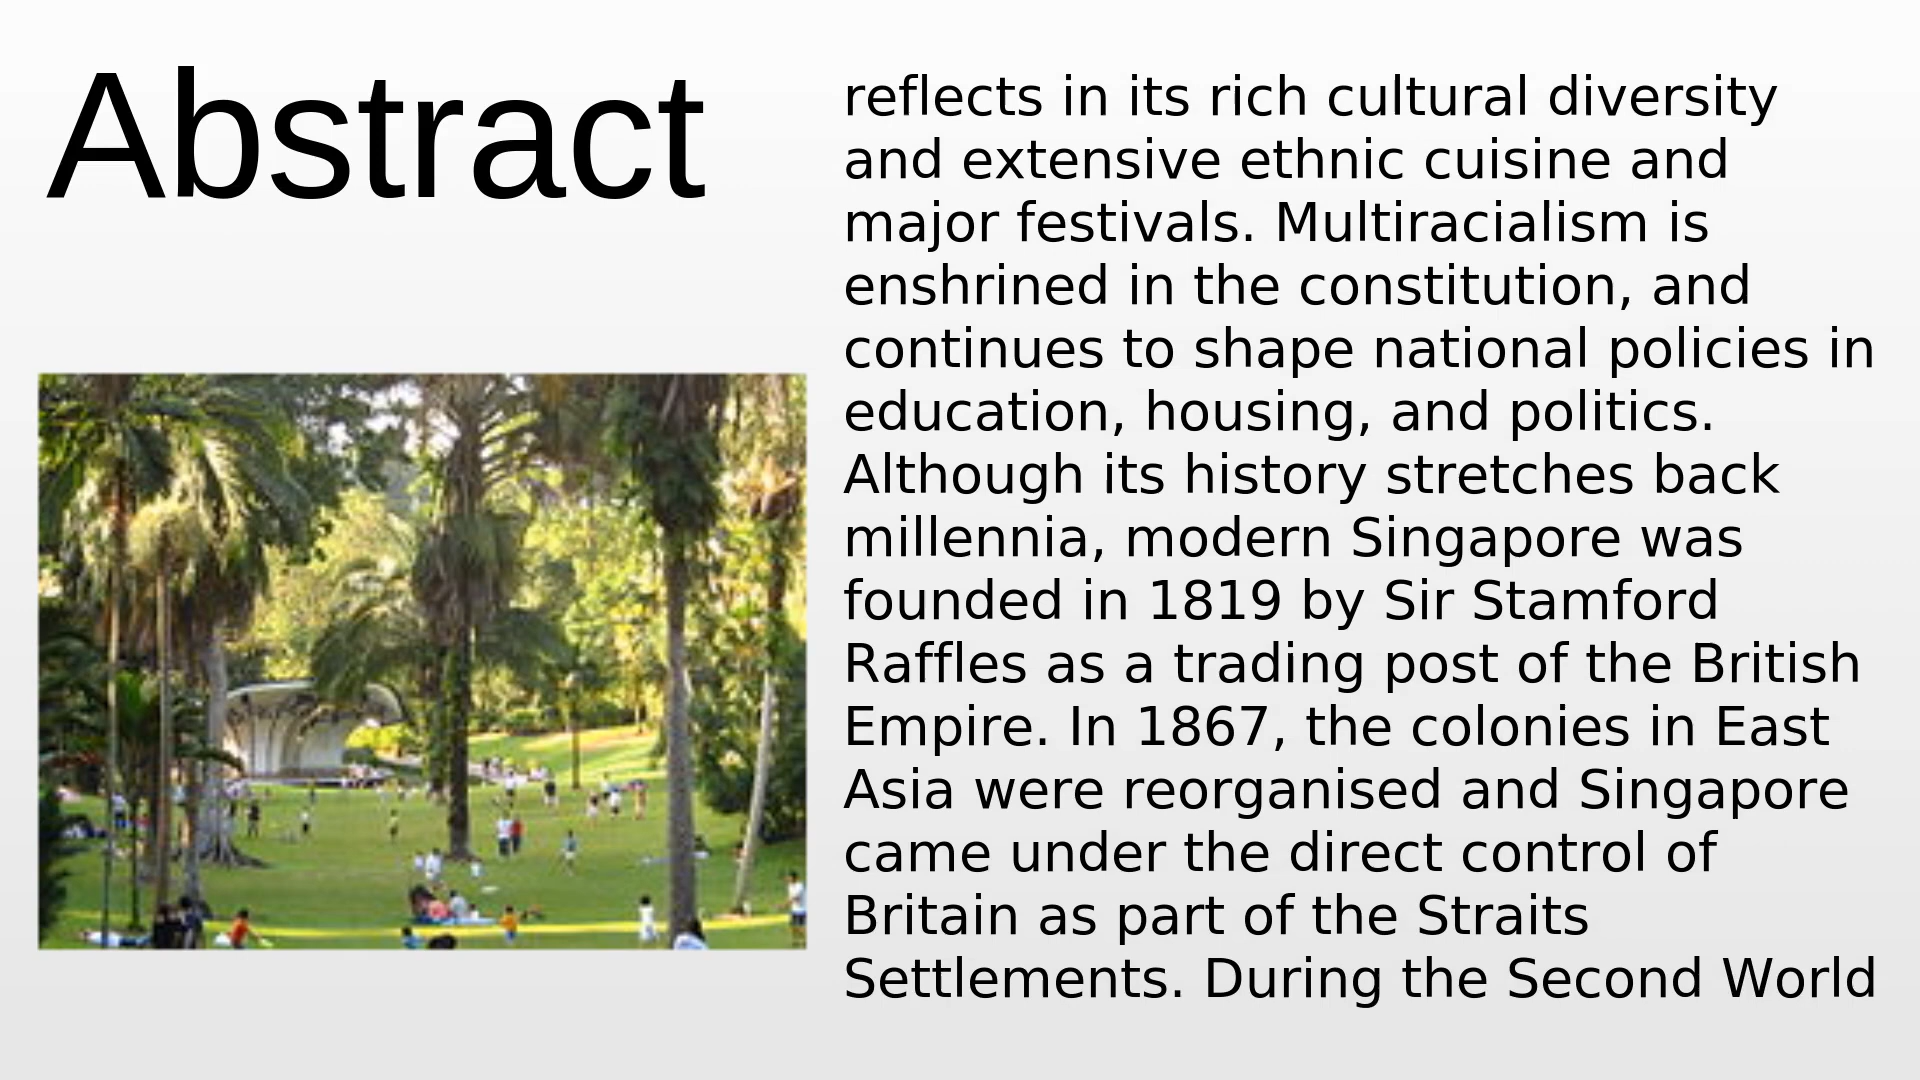 Abstract
reflects in its rich cultural diversity
and extensive ethnic cuisine and
major festivals. Multiracialism is
enshrined in the constitution, and
continues to shape national policies in
education, housing, and politics.
Although its history stretches back
millennia, modern Singapore was
founded in 1819 by Sir Stamford
Raffles as a trading post of the British
Empire. In 1867, the colonies in East
Asia were reorganised and Singapore
came under the direct control of
Britain as part of the Straits
Settlements. During the Second World